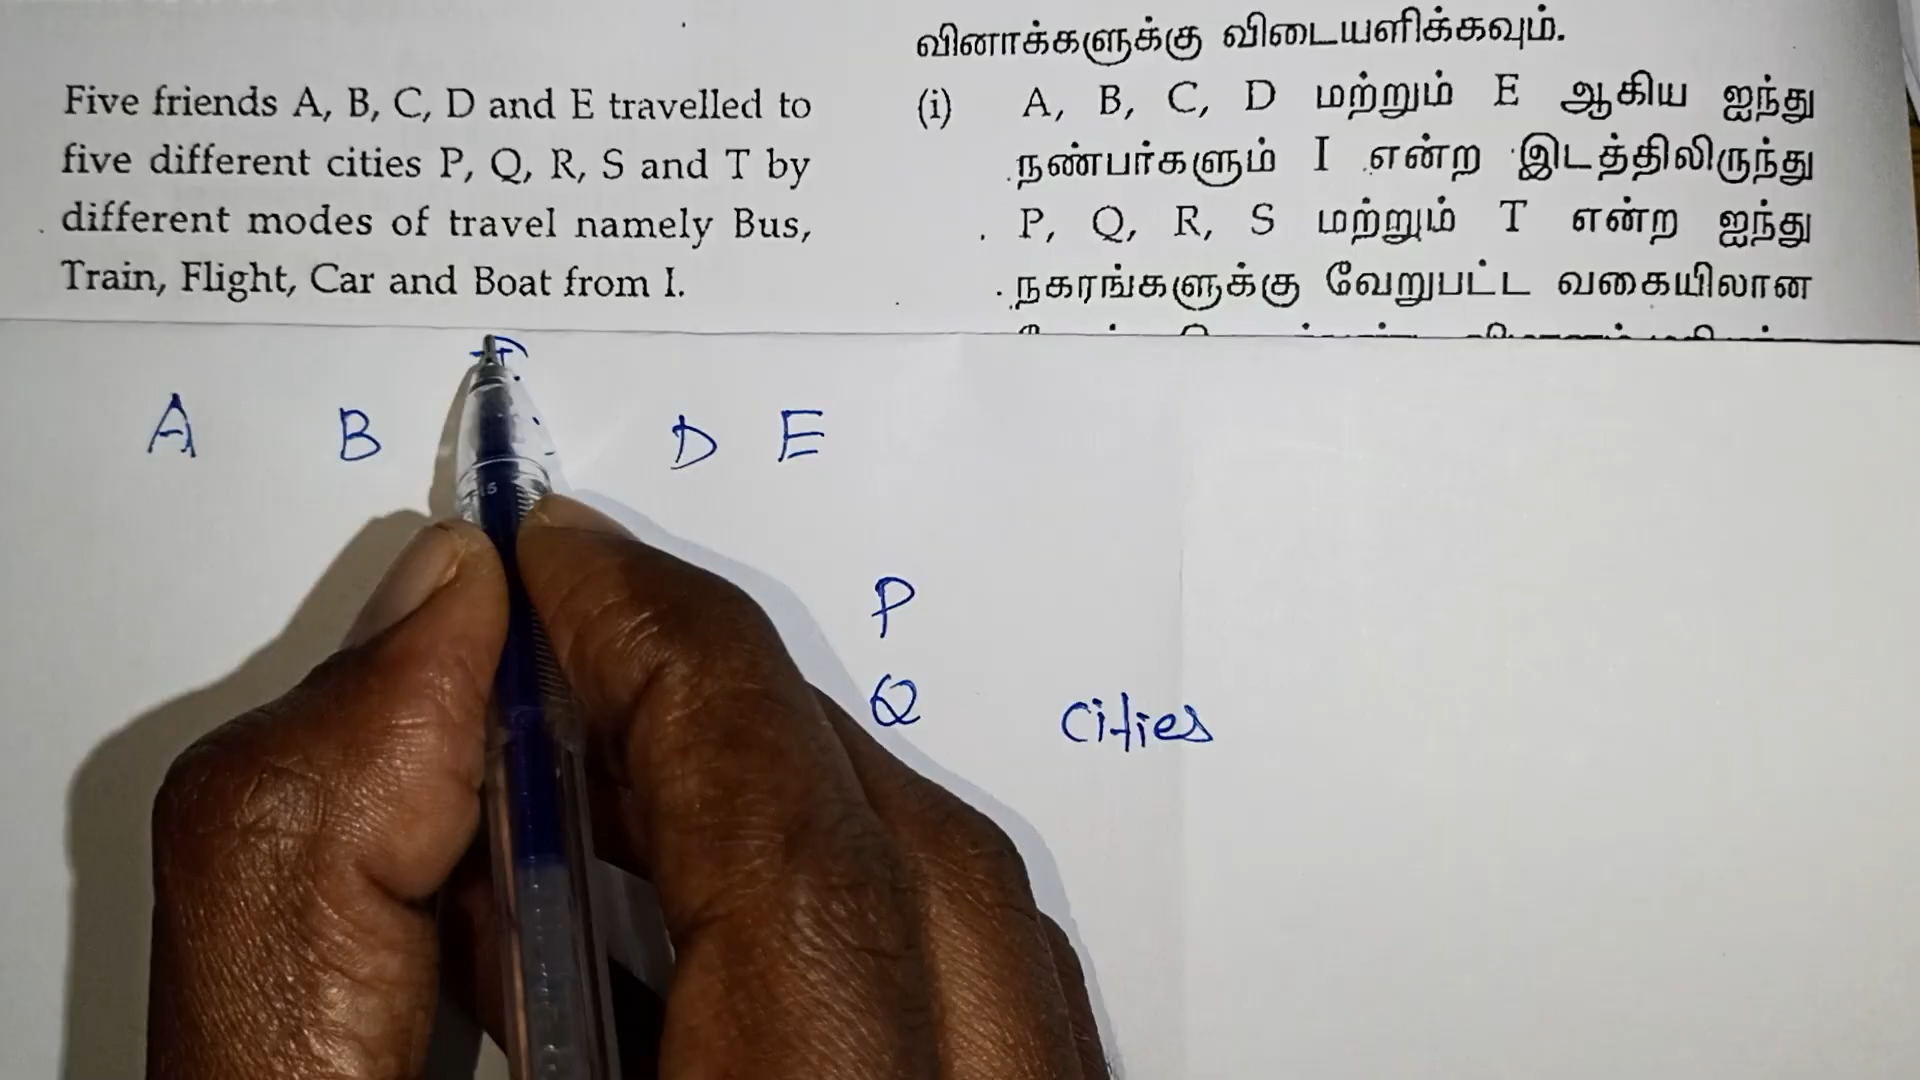 Five friends A, B, C, D and E travelled to
five different cities P, Q, R, S and T by
different modes of travel namely Bus,
Train, Flight, Car and Boat from I.
வினாக்களுக்கு விடையளிக்கவும்.
(i) A, B, C, D மற்றும் E ஆகிய ஐந்து
நண்பர்களும் I என்ற இடத்திலிருந்து
P, Q, R, S மற்றும் T என்ற ஐந்து
நகரங்களுக்கு வேறுபட்ட வகையிலான
A B D E
P
Q
Cities
15